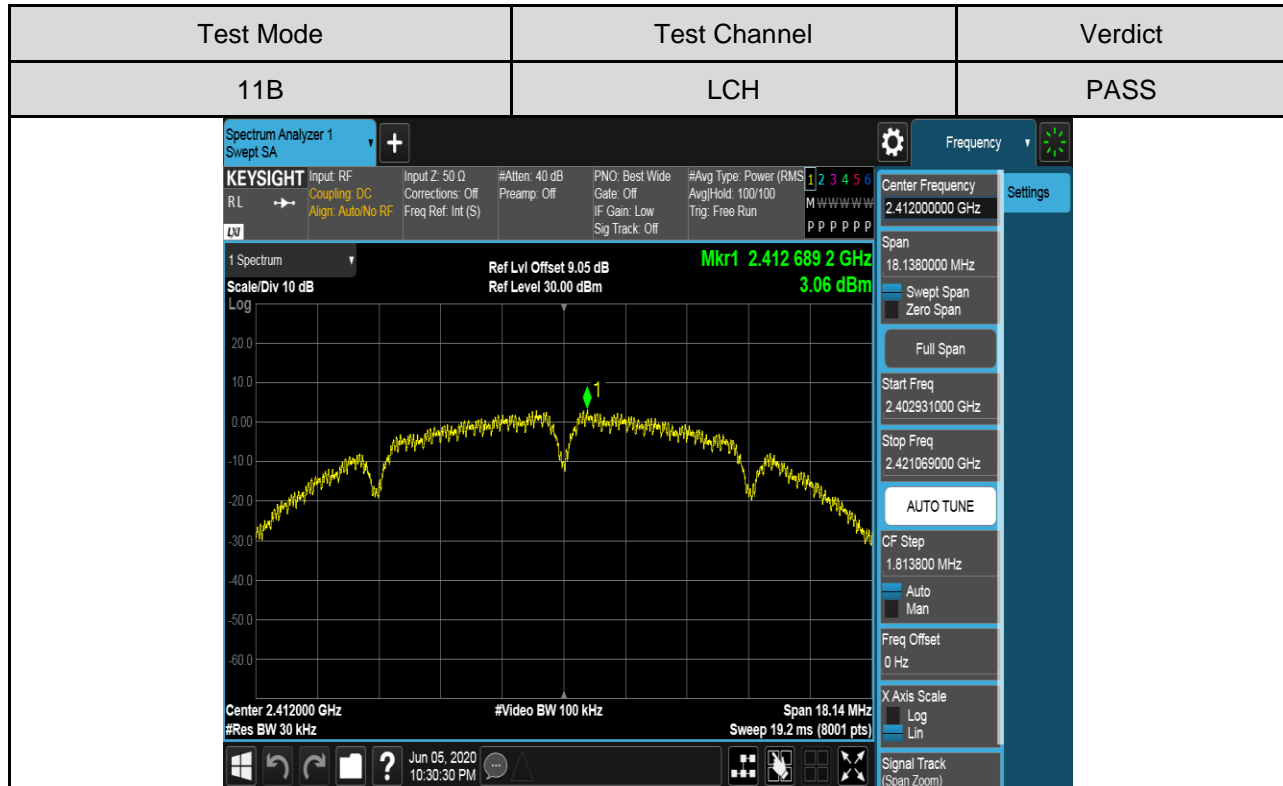 Test Mode Test Channel Verdict
11B LCH PASS
Spectrum Analyzer 1
Swept SA
+
Frequency
KEYSIGHT
R L
LXI
Input: RF
Coupling: DC
Align: Auto/No RF
Input Z: 50 Ω
Corrections: Off
Freq Ref: Int (S)
#Atten: 40 dB
Preamp: Off
PNO: Best Wide
Gate: Off
IF Gain: Low
Sig Track: Off
#Avg Type: Power (RMS
Avg|Hold: 100/100
Trig: Free Run
1 2 3 4 5 6
M W W W W W
P P P P P P
1 Spectrum
Scale/Div 10 dB
Ref Lvl Offset 9.05 dB
Ref Level 30.00 dBm
Mkr1 2.412 689 2 GHz
3.06 dBm
Log
20.0
10.0
0.00
-10.0
-20.0
-30.0
-40.0
-50.0
-60.0
1
Center 2.412000 GHz
#Res BW 30 kHz
#Video BW 100 kHz
Span 18.14 MHz
Sweep 19.2 ms (8001 pts)
Jun 05, 2020
10:30:30 PM
?
Center Frequency
2.412000000 GHz
Settings
Span
18.1380000 MHz
Swept Span
Zero Span
Full Span
Start Freq
2.402931000 GHz
Stop Freq
2.421069000 GHz
AUTO TUNE
CF Step
1.813800 MHz
Auto
Man
Freq Offset
0 Hz
X Axis Scale
Log
Lin
Signal Track
(Span Zoom)